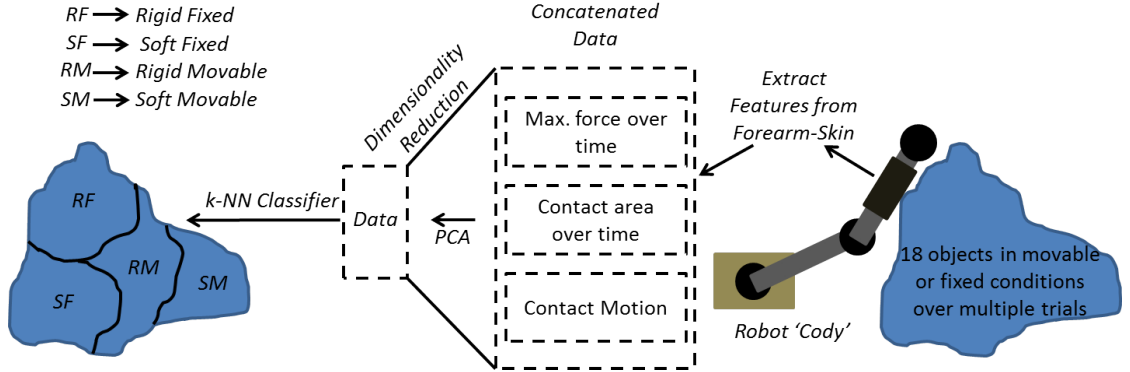 RF → Rigid Fixed
SF → Soft Fixed
RM → Rigid Movable
SM → Soft Movable
RF
SF
RM
SM
k-NN Classifier
Data
Dimensionality
Reduction
PCA
Concatenated
Data
Max. force over
time
Contact area
over time
Contact Motion
Extract
Features from
Forearm-Skin
Robot ‘Cody’
18 objects in movable
or fixed conditions
over multiple trials